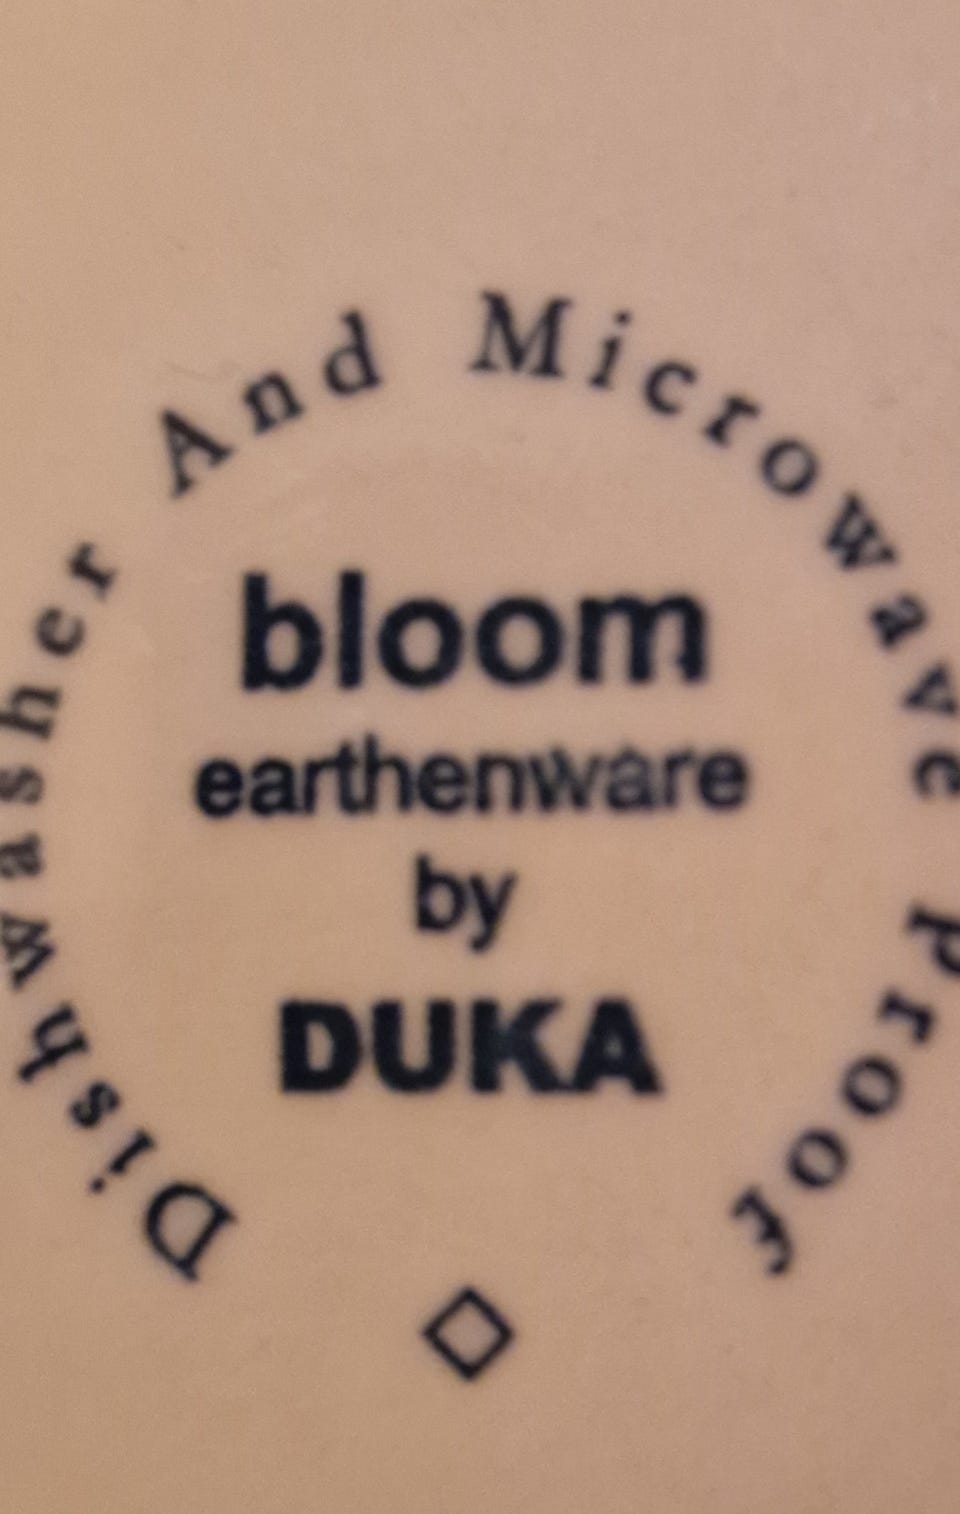 Dishwasher And Microwave Proof
bloom
earthenware
by
DUKA